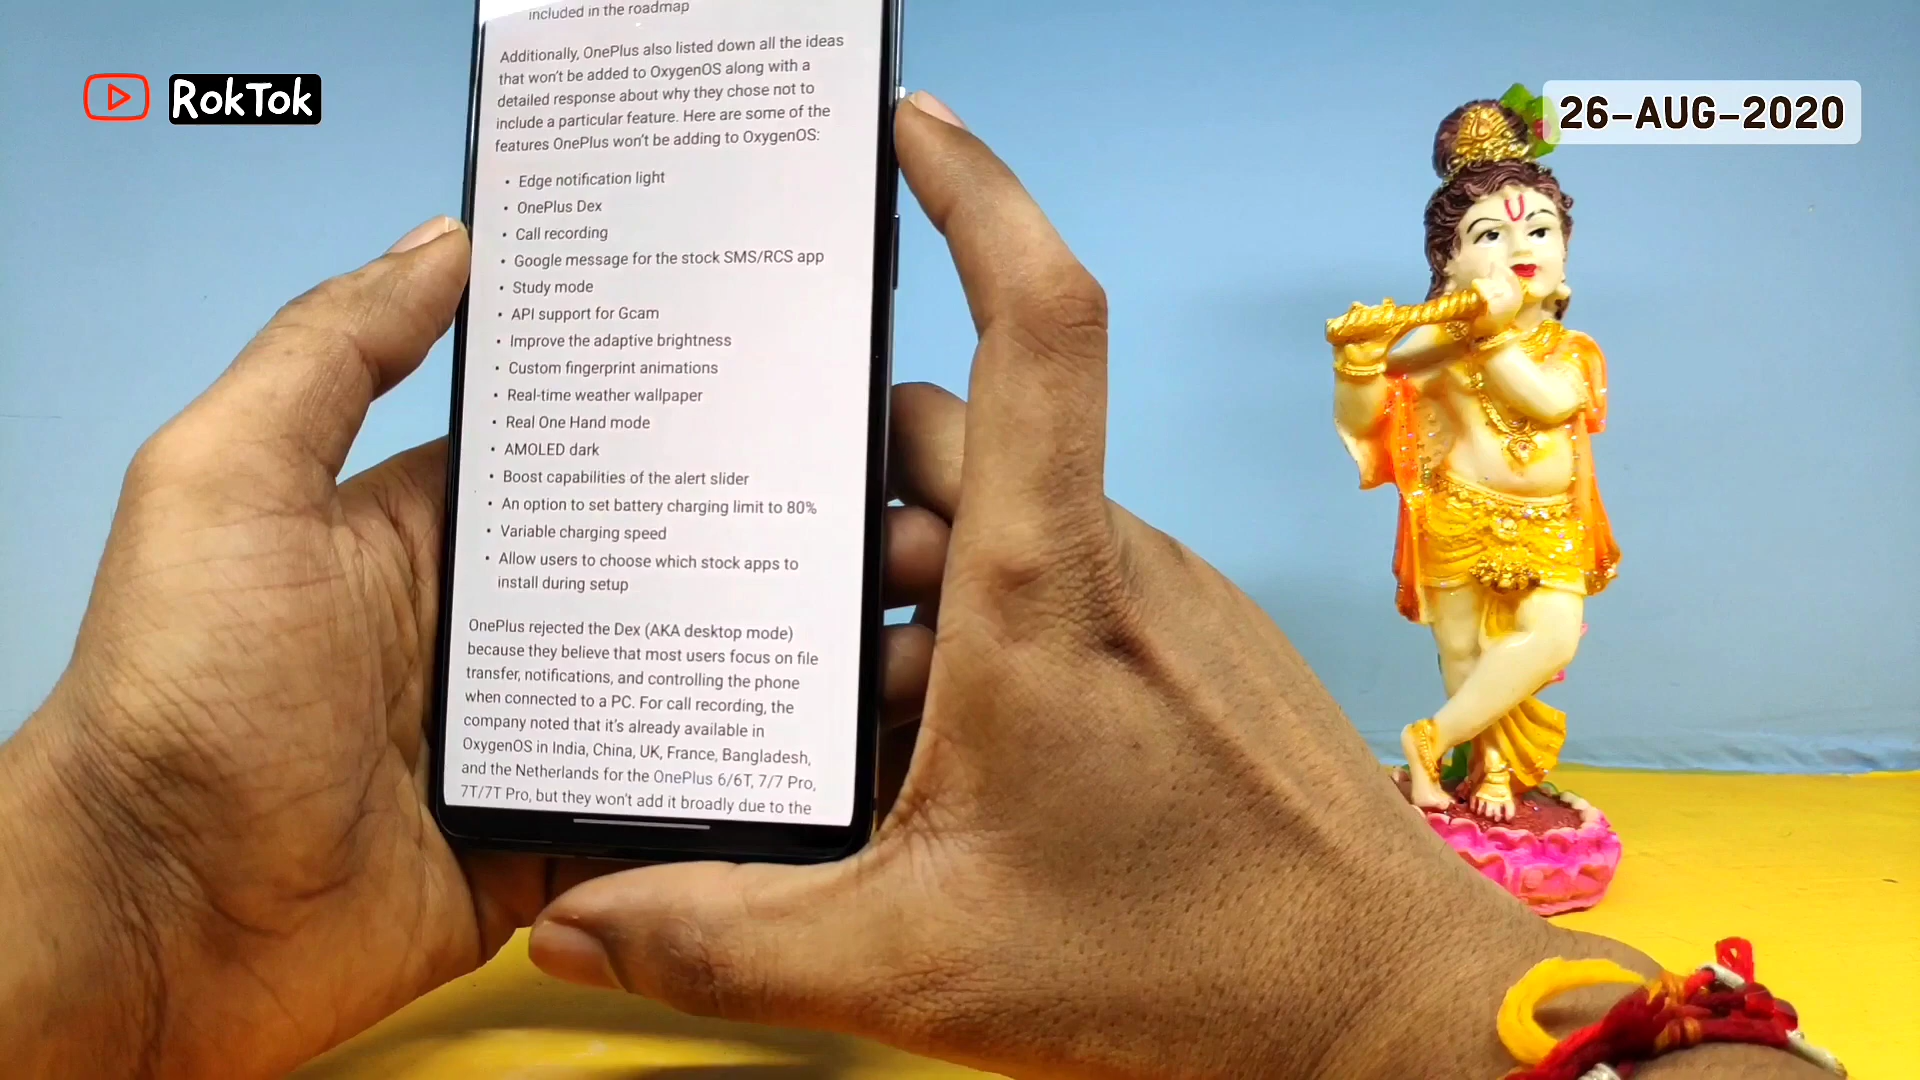 RokTok
26-AUG-2020
included in the roadmap
Additionally, OnePlus also listed down all the ideas
that won't be added to OxygenOS along with a
detailed response about why they chose not to
include a particular feature. Here are some of the
features OnePlus won't be adding to OxygenOS:
• Edge notification light
• OnePlus Dex
• Call recording
• Google message for the stock SMS/RCS app
• Study mode
• API support for Gcam
• Improve the adaptive brightness
• Custom fingerprint animations
• Real-time weather wallpaper
• Real One Hand mode
• AMOLED dark
• Boost capabilities of the alert slider
• An option to set battery charging limit to 80%
• Variable charging speed
• Allow users to choose which stock apps to
install during setup
OnePlus rejected the Dex (AKA desktop mode)
because they believe that most users focus on file
transfer, notifications, and controlling the phone
when connected to a PC. For call recording, the
company noted that it's already available in
OxygenOS in India, China, UK, France, Bangladesh,
and the Netherlands for the OnePlus 6/6T, 7/7 Pro,
7T/7T Pro, but they won't add it broadly due to the